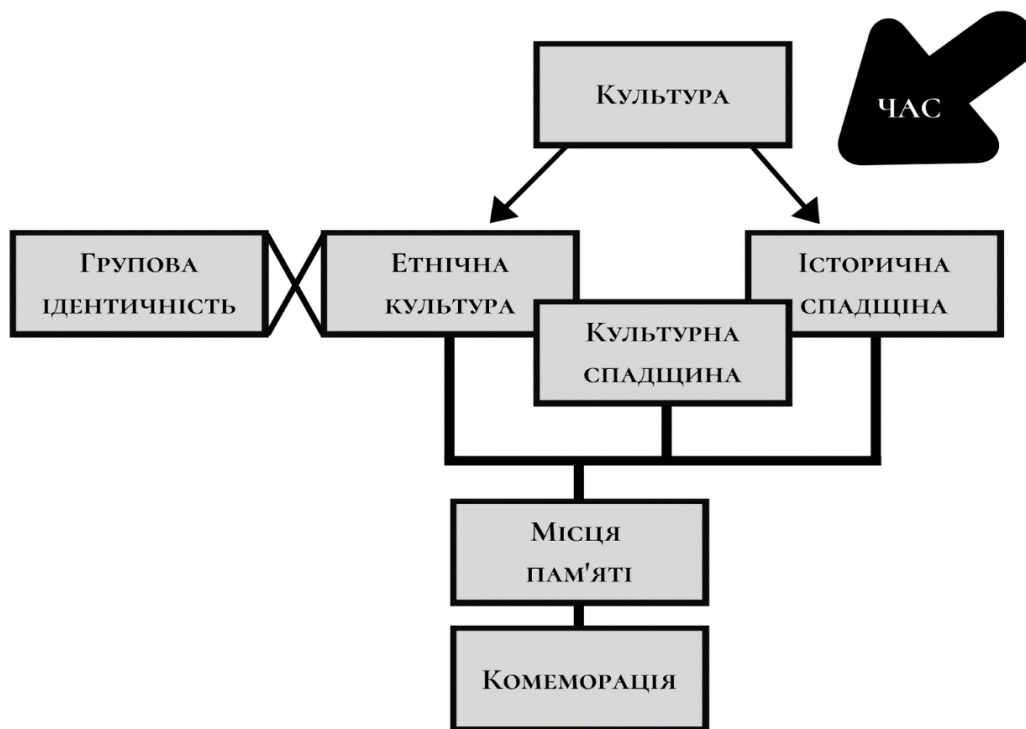 Культура
ЧАС
Групова
ідентичність
Етнічна
культура
Історична
спадщіна
Культурна
спадщина
Місця
пам'яті
Комеморація